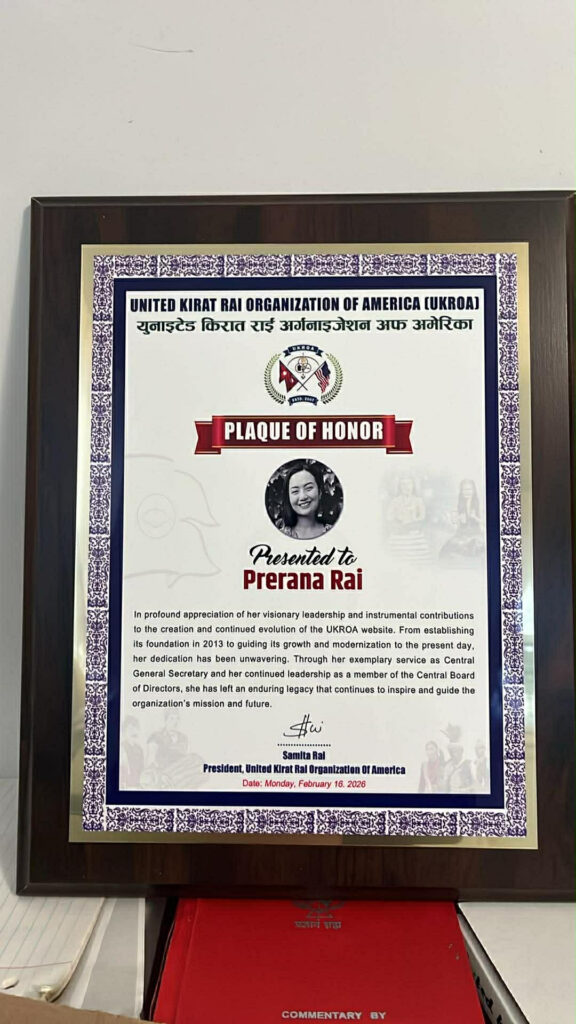 UNITED KIRAT RAI ORGANIZATION OF AMERICA (UKROA)
युनाइटेड किरात राई अर्गनाइजेशन अफ अमेरिका
UKROA
PLAQUE OF HONOR
Presented to
Prerana Rai
In profound appreciation of her visionary leadership and instrumental contributions
to the creation and continued evolution of the UKROA website. From establishing
its foundation in 2013 to guiding its growth and modernization to the present day,
her dedication has been unwavering. Through her exemplary service as Central
General Secretary and her continued leadership as a member of the Central Board
of Directors, she has left an enduring legacy that continues to inspire and guide the
organization's mission and future.
Samita Rai
President, United Kirat Rai Organization Of America
Date: Monday, February 16. 2026
COMMENTARY BY